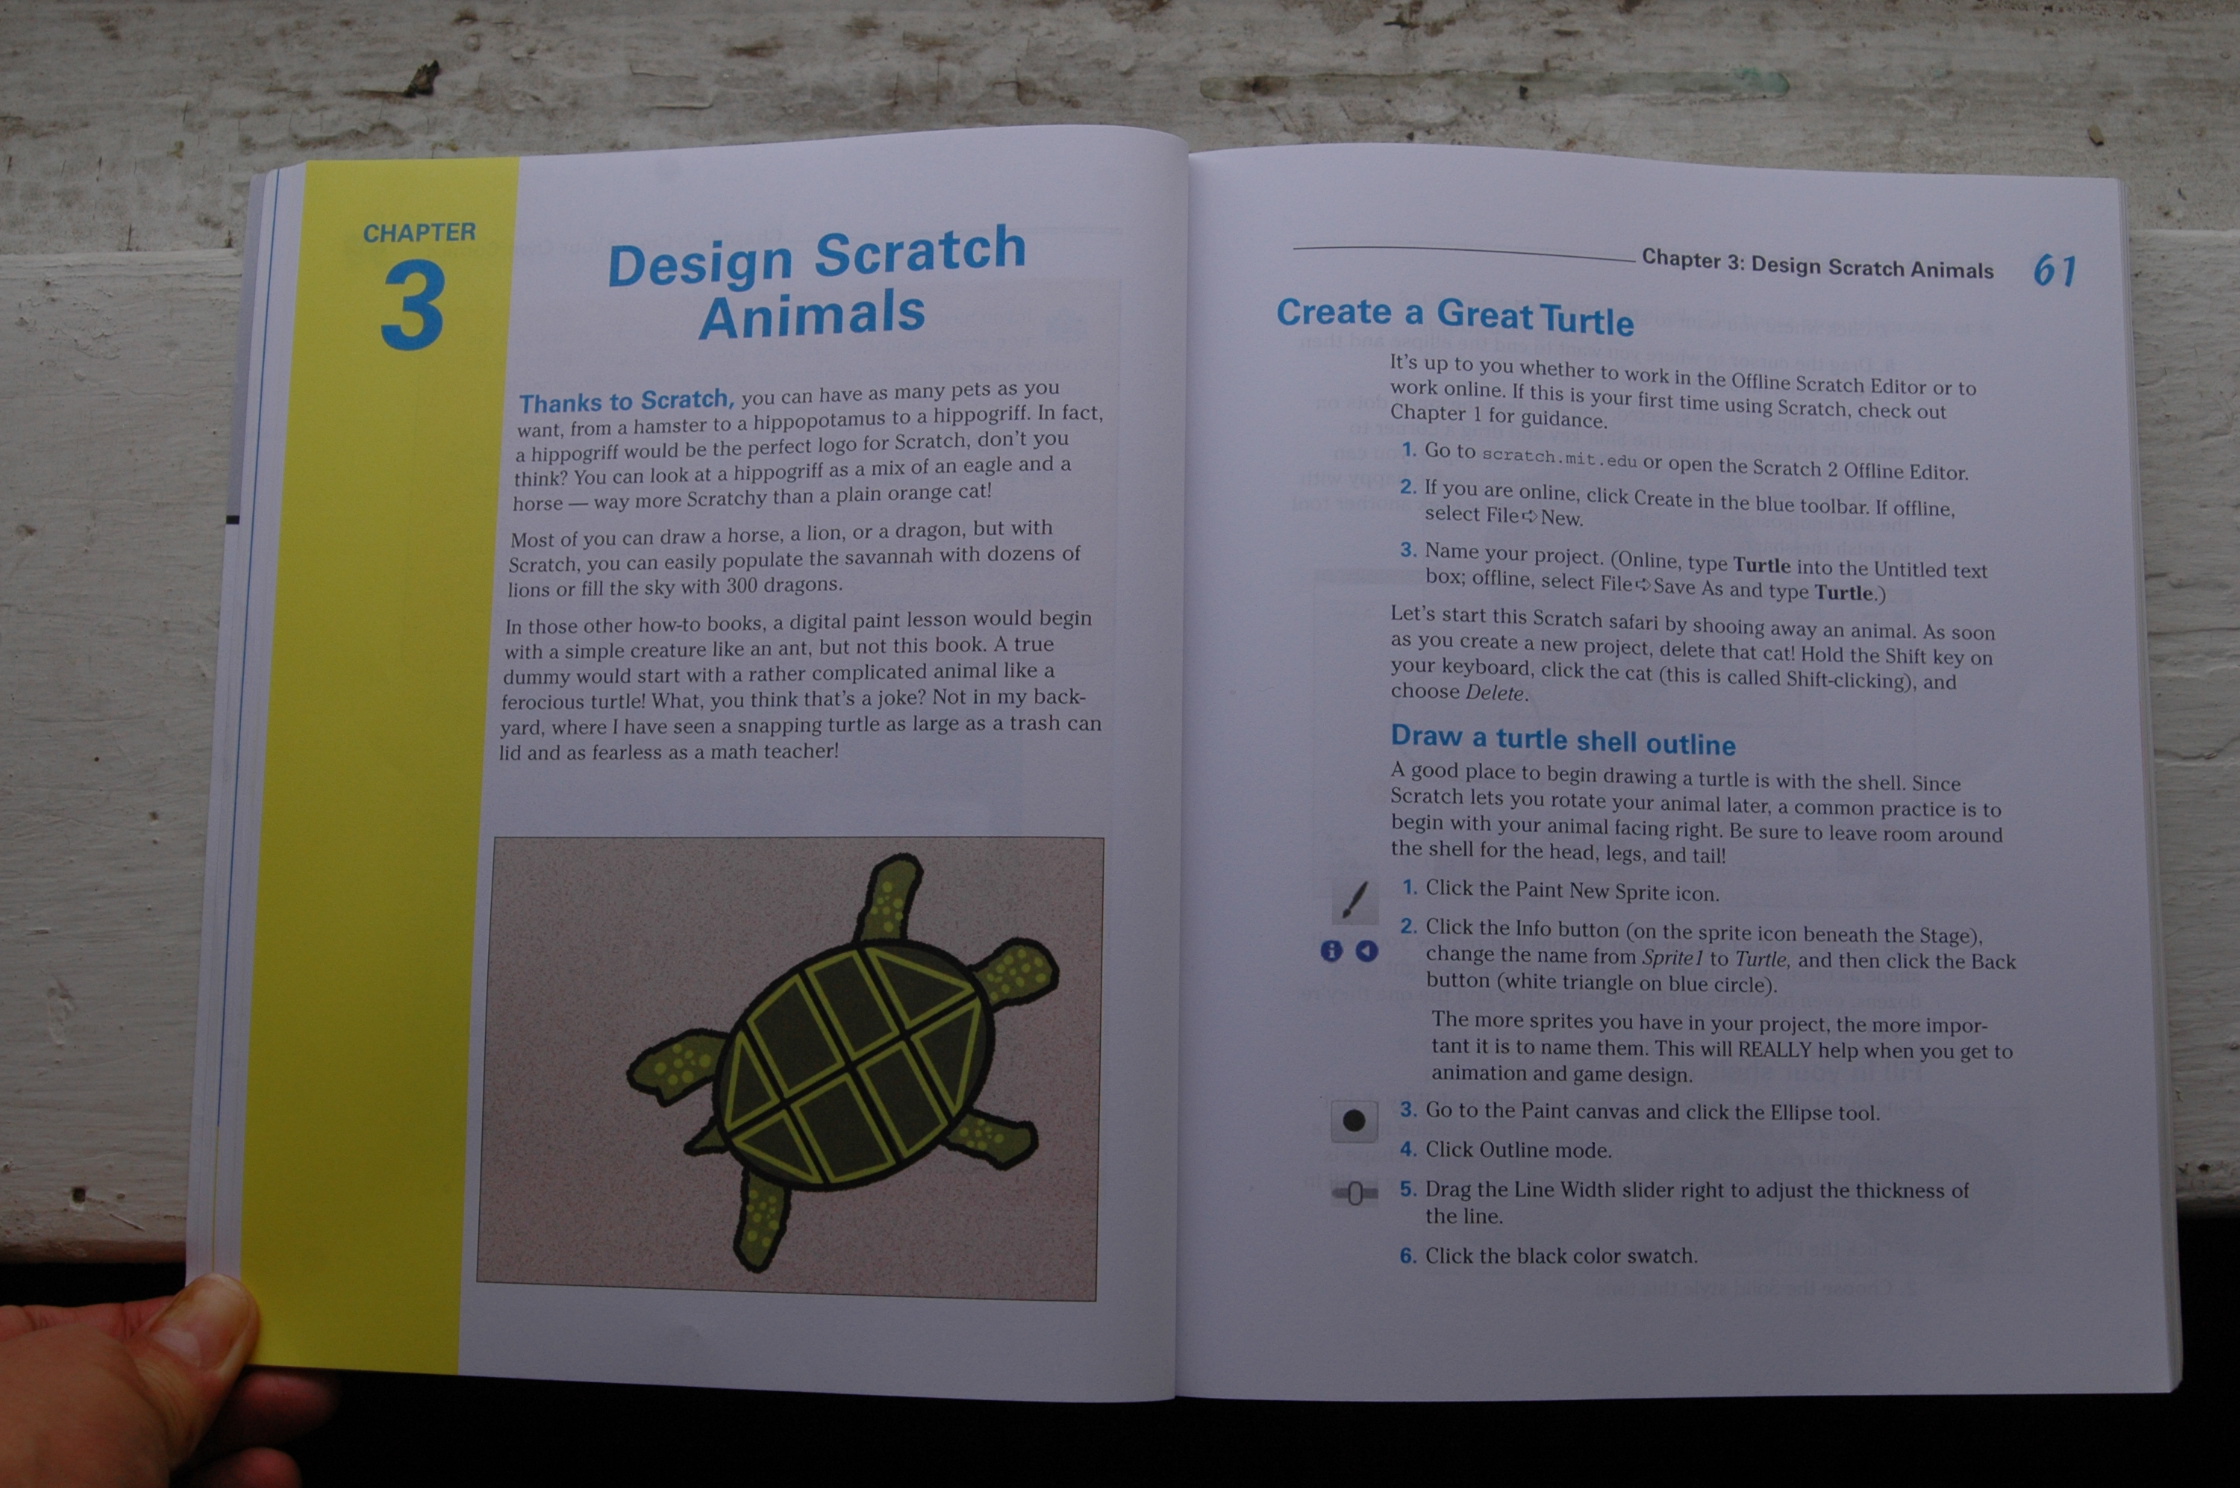 CHAPTER
3
Design Scratch
Animals
Thanks to Scratch, you can have as many pets as you
want, from a hamster to a hippopotamus to a hippogriff. In fact,
a hippogriff would be the perfect logo for Scratch, don't you
think? You can look at a hippogriff as a mix of an eagle and a
horse — way more Scratchy than a plain orange cat!
Most of you can draw a horse, a lion, or a dragon, but with
Scratch, you can easily populate the savannah with dozens of
lions or fill the sky with 300 dragons.
In those other how-to books, a digital paint lesson would begin
with a simple creature like an ant, but not this book. A true
dummy would start with a rather complicated animal like a
ferocious turtle! What, you think that's a joke? Not in my back-
yard, where I have seen a snapping turtle as large as a trash can
lid and as fearless as a math teacher!
Chapter 3: Design Scratch Animals 61
Create a Great Turtle
It's up to you whether to work in the Offline Scratch Editor or to
work online. If this is your first time using Scratch, check out
Chapter 1 for guidance.
1. Go to scratch.mit.edu or open the Scratch 2 Offline Editor.
2. If you are online, click Create in the blue toolbar. If offline,
select File➪New.
3. Name your project. (Online, type Turtle into the Untitled text
box; offline, select File➪Save As and type Turtle.)
Let's start this Scratch safari by shooing away an animal. As soon
as you create a new project, delete that cat! Hold the Shift key on
your keyboard, click the cat (this is called Shift-clicking), and
choose Delete.
Draw a turtle shell outline
A good place to begin drawing a turtle is with the shell. Since
Scratch lets you rotate your animal later, a common practice is to
begin with your animal facing right. Be sure to leave room around
the shell for the head, legs, and tail!
1. Click the Paint New Sprite icon.
2. Click the Info button (on the sprite icon beneath the Stage),
change the name from Sprite1 to Turtle, and then click the Back
button (white triangle on blue circle).
The more sprites you have in your project, the more impor-
tant it is to name them. This will REALLY help when you get to
animation and game design.
3. Go to the Paint canvas and click the Ellipse tool.
4. Click Outline mode.
5. Drag the Line Width slider right to adjust the thickness of
the line.
6. Click the black color swatch.